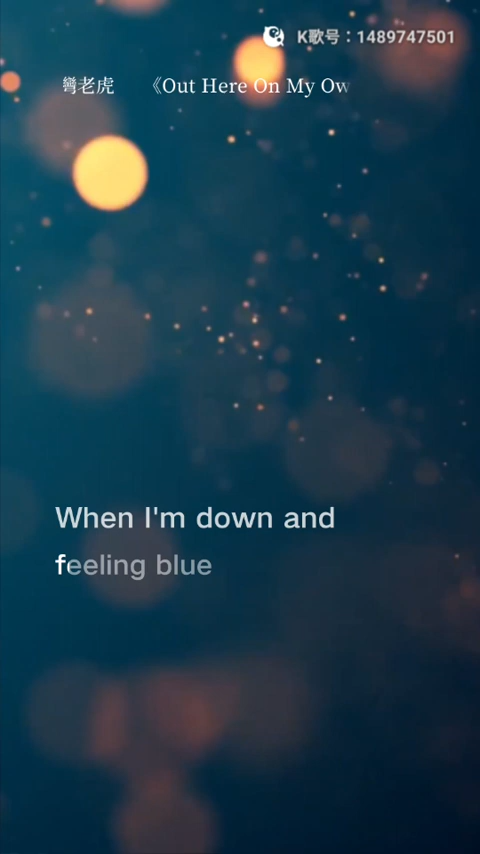 K歌号：1489747501
彎老虎 《Out Here On My Ow
When I'm down and
feeling blue